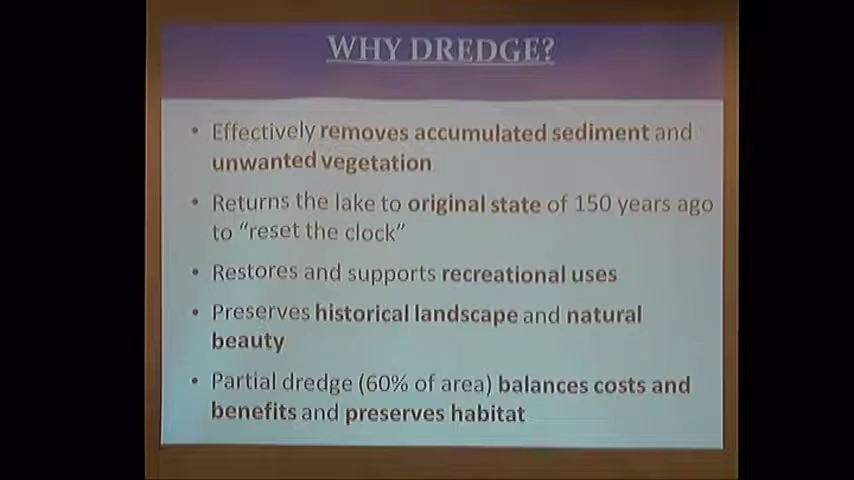 WHY DREDGE?
• Effectively removes accumulated sediment and
unwanted vegetation
• Returns the lake to original state of 150 years ago
to “reset the clock”
• Restores and supports recreational uses
• Preserves historical landscape and natural
beauty
• Partial dredge (60% of area) balances costs and
benefits and preserves habitat